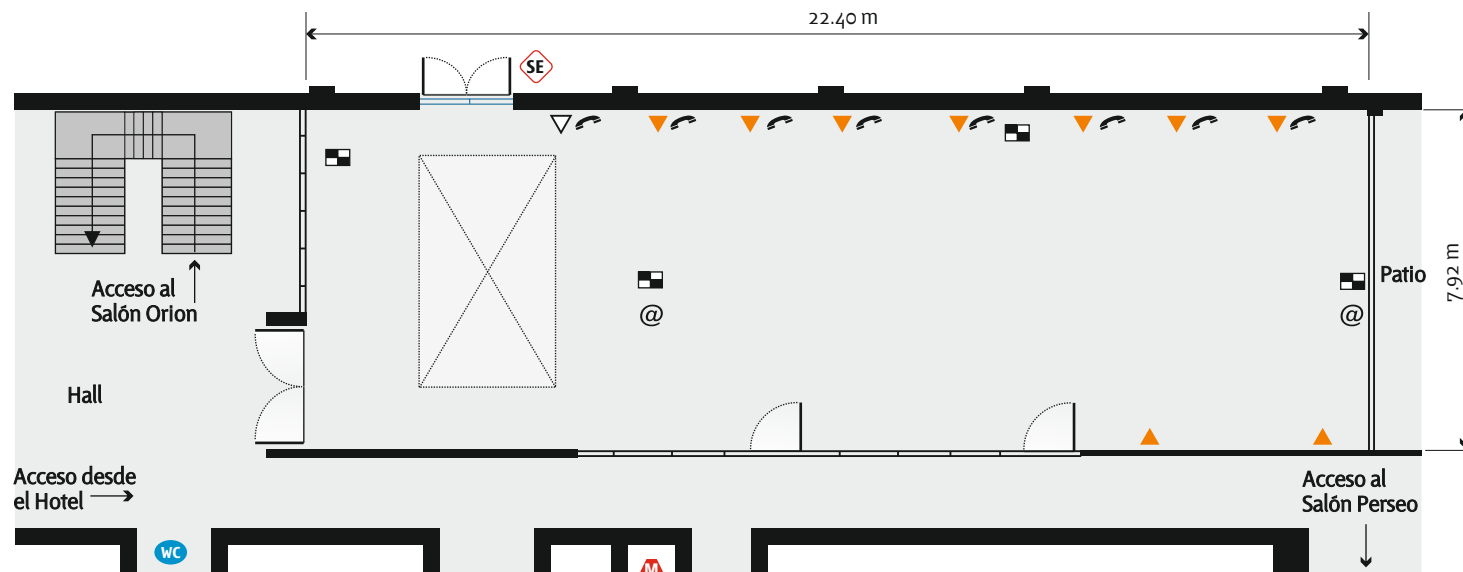 22.40 m
SE
Acceso al
Salón Orion
@
@
Patio
7.92 m
Hall
Acceso desde
el Hotel
WC
M
Acceso al
Salón Perseo